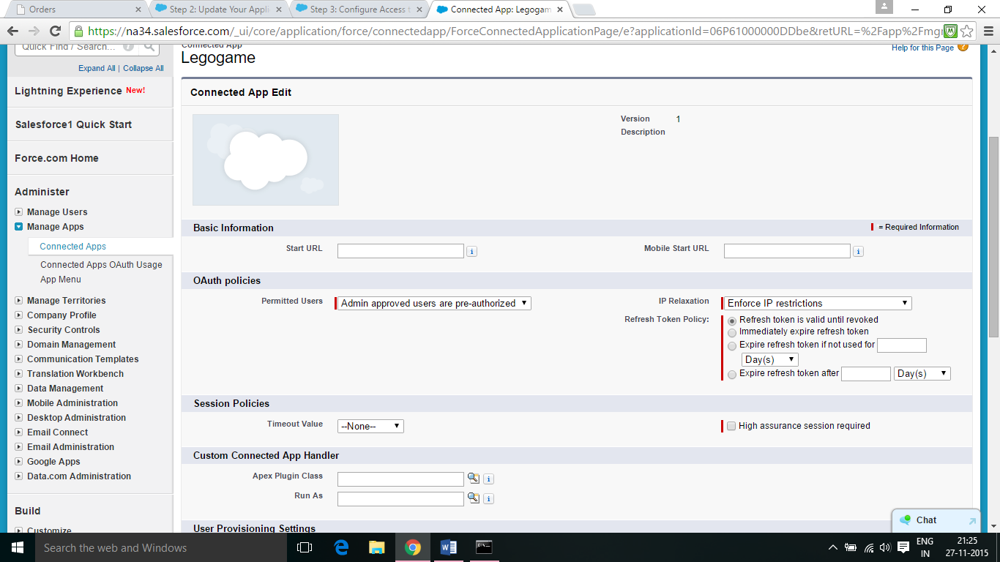 Orders
Step 2: Update Your Appli
Step 3: Configure Access t
Connected App: Legogam
https://na34.salesforce.com/_ui/core/application/force/connectedapp/ForceConnectedApplicationPage/e?applicationId=06P61000000DDbe&retURL=%2Fapp%2Fmgr
Quick Find / Search...
Expand All | Collapse All
Lightning Experience New!
Salesforce1 Quick Start
Force.com Home
Administer
Manage Users
Manage Apps
Connected Apps
Connected Apps OAuth Usage
App Menu
Manage Territories
Company Profile
Security Controls
Domain Management
Communication Templates
Translation Workbench
Data Management
Mobile Administration
Desktop Administration
Email Connect
Email Administration
Google Apps
Data.com Administration
Build
Customize
Connected App
Legogame
Help for this Page
Connected App Edit
Version 1
Description
Basic Information
= Required Information
Start URL
Mobile Start URL
OAuth policies
Permitted Users Admin approved users are pre-authorized
IP Relaxation Enforce IP restrictions
Refresh Token Policy: Refresh token is valid until revoked
Immediately expire refresh token
Expire refresh token if not used for
Day(s)
Expire refresh token after Day(s)
Session Policies
Timeout Value --None--
High assurance session required
Custom Connected App Handler
Apex Plugin Class
Run As
User Provisioning Settings
Chat
Search the web and Windows
ENG
IN
21:25
27-11-2015